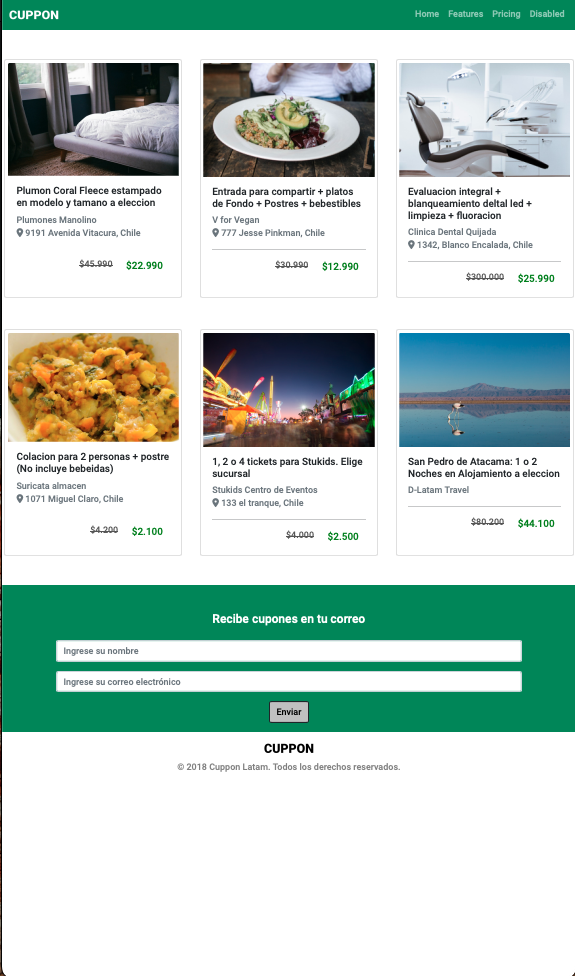 CUPPON
Home Features Pricing Disabled
Plumon Coral Fleece estampado
en modelo y tamano a eleccion
Plumones Manolino
9191 Avenida Vitacura, Chile
$45.990 $22.990
Entrada para compartir + platos
de Fondo + Postres + bebestibles
V for Vegan
777 Jesse Pinkman, Chile
$30.990 $12.990
Evaluacion integral +
blanqueamiento deltal led +
limpieza + fluoracion
Clinica Dental Quijada
1342, Blanco Encalada, Chile
$300.000 $25.990
Colacion para 2 personas + postre
(No incluye bebeidas)
Suricata almacen
1071 Miguel Claro, Chile
$4.200 $2.100
1, 2 o 4 tickets para Stukids. Elige
sucursal
Stukids Centro de Eventos
133 el tranque, Chile
$4.000 $2.500
San Pedro de Atacama: 1 o 2
Noches en Alojamiento a eleccion
D-Latam Travel
$80.200 $44.100
Recibe cupones en tu correo
Ingrese su nombre
Ingrese su correo electrónico
Enviar
CUPPON
© 2018 Cuppon Latam. Todos los derechos reservados.